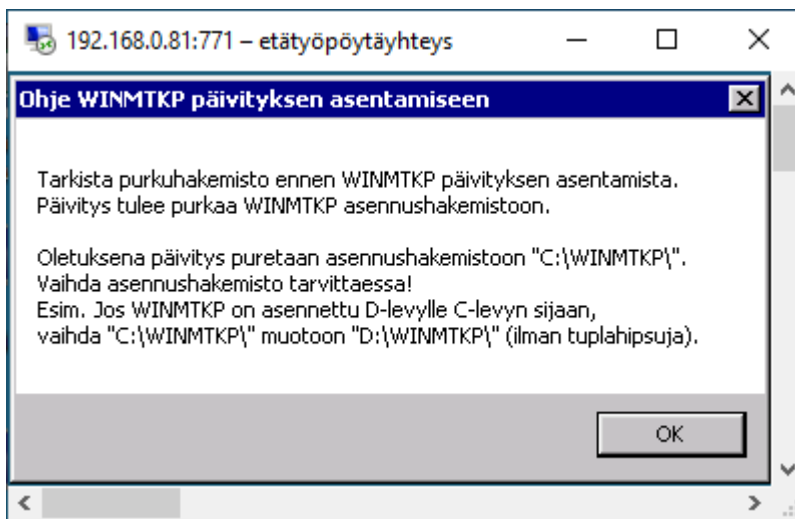 192.168.0.81:771 – etätyöpöytäyhteys
Ohje WINMTKP päivityksen asentamiseen
Tarkista purkuhakemisto ennen WINMTKP päivityksen asentamista.
Päivitys tulee purkaa WINMTKP asennushakemistoon.
Oletuksena päivitys puretaan asennushakemistoon "C:\WINMTKP\".
Vaihda asennushakemisto tarvittaessa!
Esim. Jos WINMTKP on asennettu D-levylle C-levyn sijaan,
vaihda "C:\WINMTKP\" muotoon "D:\WINMTKP\" (ilman tuplahipsuja).
OK